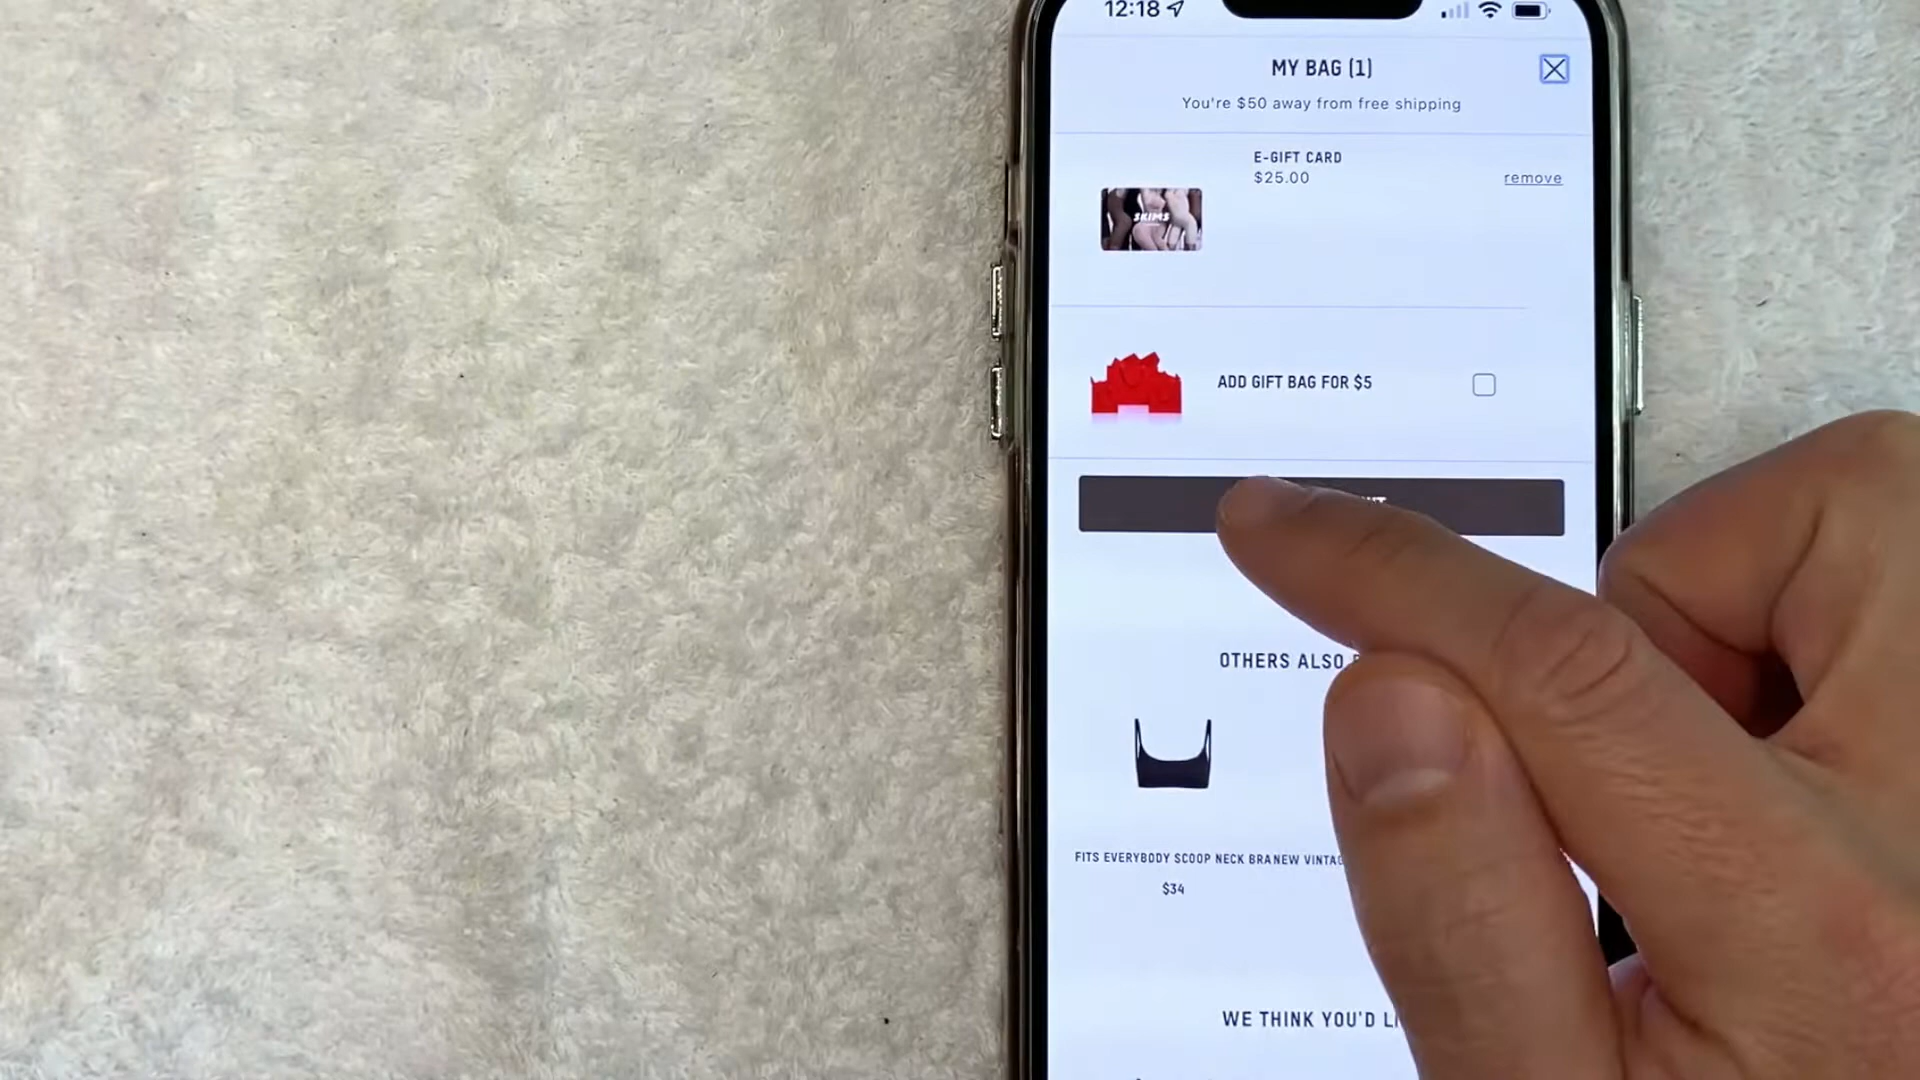 12:18
MY BAG (1)
You're $50 away from free shipping
E-GIFT CARD
$25.00
remove
SKIMS
ADD GIFT BAG FOR $5
OTHERS ALSO
FITS EVERYBODY SCOOP NECK BRA
NEW VINTAG
$34
WE THINK YOU'D